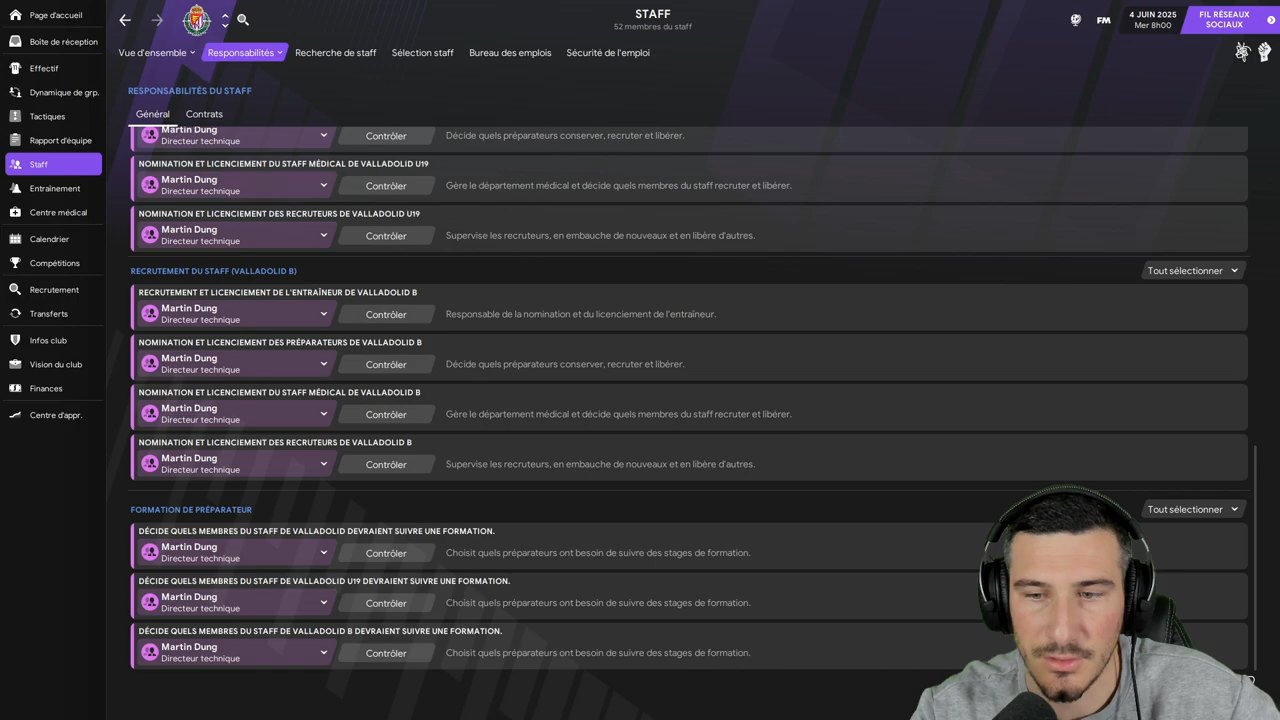 Page d'accueil
Boîte de réception
Effectif
Dynamique de grp.
Tactiques
Rapport d'équipe
Staff
Entraînement
Centre médical
Calendrier
Compétitions
Recrutement
Transferts
Infos club
Vision du club
Finances
Centre d'appr.
STAFF
52 membres du staff
FM
4 JUIN 2025
Mer 8h00
FIL RÉSEAUX
SOCIAUX
Vue d'ensemble
Responsabilités
Recherche de staff
Sélection staff
Bureau des emplois
Sécurité de l'emploi
RESPONSABILITÉS DU STAFF
Général
Contrats
Martin Dung
Directeur technique
Contrôler
Décide quels préparateurs conserver, recruter et libérer.
NOMINATION ET LICENCIEMENT DU STAFF MÉDICAL DE VALLADOLID U19
Martin Dung
Directeur technique
Contrôler
Gère le département médical et décide quels membres du staff recruter et libérer.
NOMINATION ET LICENCIEMENT DES RECRUTEURS DE VALLADOLID U19
Martin Dung
Directeur technique
Contrôler
Supervise les recruteurs, en embauche de nouveaux et en libère d'autres.
RECRUTEMENT DU STAFF (VALLADOLID B)
Tout sélectionner
RECRUTEMENT ET LICENCIEMENT DE L'ENTRAÎNEUR DE VALLADOLID B
Martin Dung
Directeur technique
Contrôler
Responsable de la nomination et du licenciement de l'entraîneur.
NOMINATION ET LICENCIEMENT DES PRÉPARATEURS DE VALLADOLID B
Martin Dung
Directeur technique
Contrôler
Décide quels préparateurs conserver, recruter et libérer.
NOMINATION ET LICENCIEMENT DU STAFF MÉDICAL DE VALLADOLID B
Martin Dung
Directeur technique
Contrôler
Gère le département médical et décide quels membres du staff recruter et libérer.
NOMINATION ET LICENCIEMENT DES RECRUTEURS DE VALLADOLID B
Martin Dung
Directeur technique
Contrôler
Supervise les recruteurs, en embauche de nouveaux et en libère d'autres.
FORMATION DE PRÉPARATEUR
Tout sélectionner
DÉCIDE QUELS MEMBRES DU STAFF DE VALLADOLID DEVRAIENT SUIVRE UNE FORMATION.
Martin Dung
Directeur technique
Contrôler
Choisit quels préparateurs ont besoin de suivre des stages de formation.
DÉCIDE QUELS MEMBRES DU STAFF DE VALLADOLID U19 DEVRAIENT SUIVRE UNE FORMATION.
Martin Dung
Directeur technique
Contrôler
Choisit quels préparateurs ont besoin de suivre des stages de formation.
DÉCIDE QUELS MEMBRES DU STAFF DE VALLADOLID B DEVRAIENT SUIVRE UNE FORMATION.
Martin Dung
Directeur technique
Contrôler
Choisit quels préparateurs ont besoin de suivre des stages de formation.